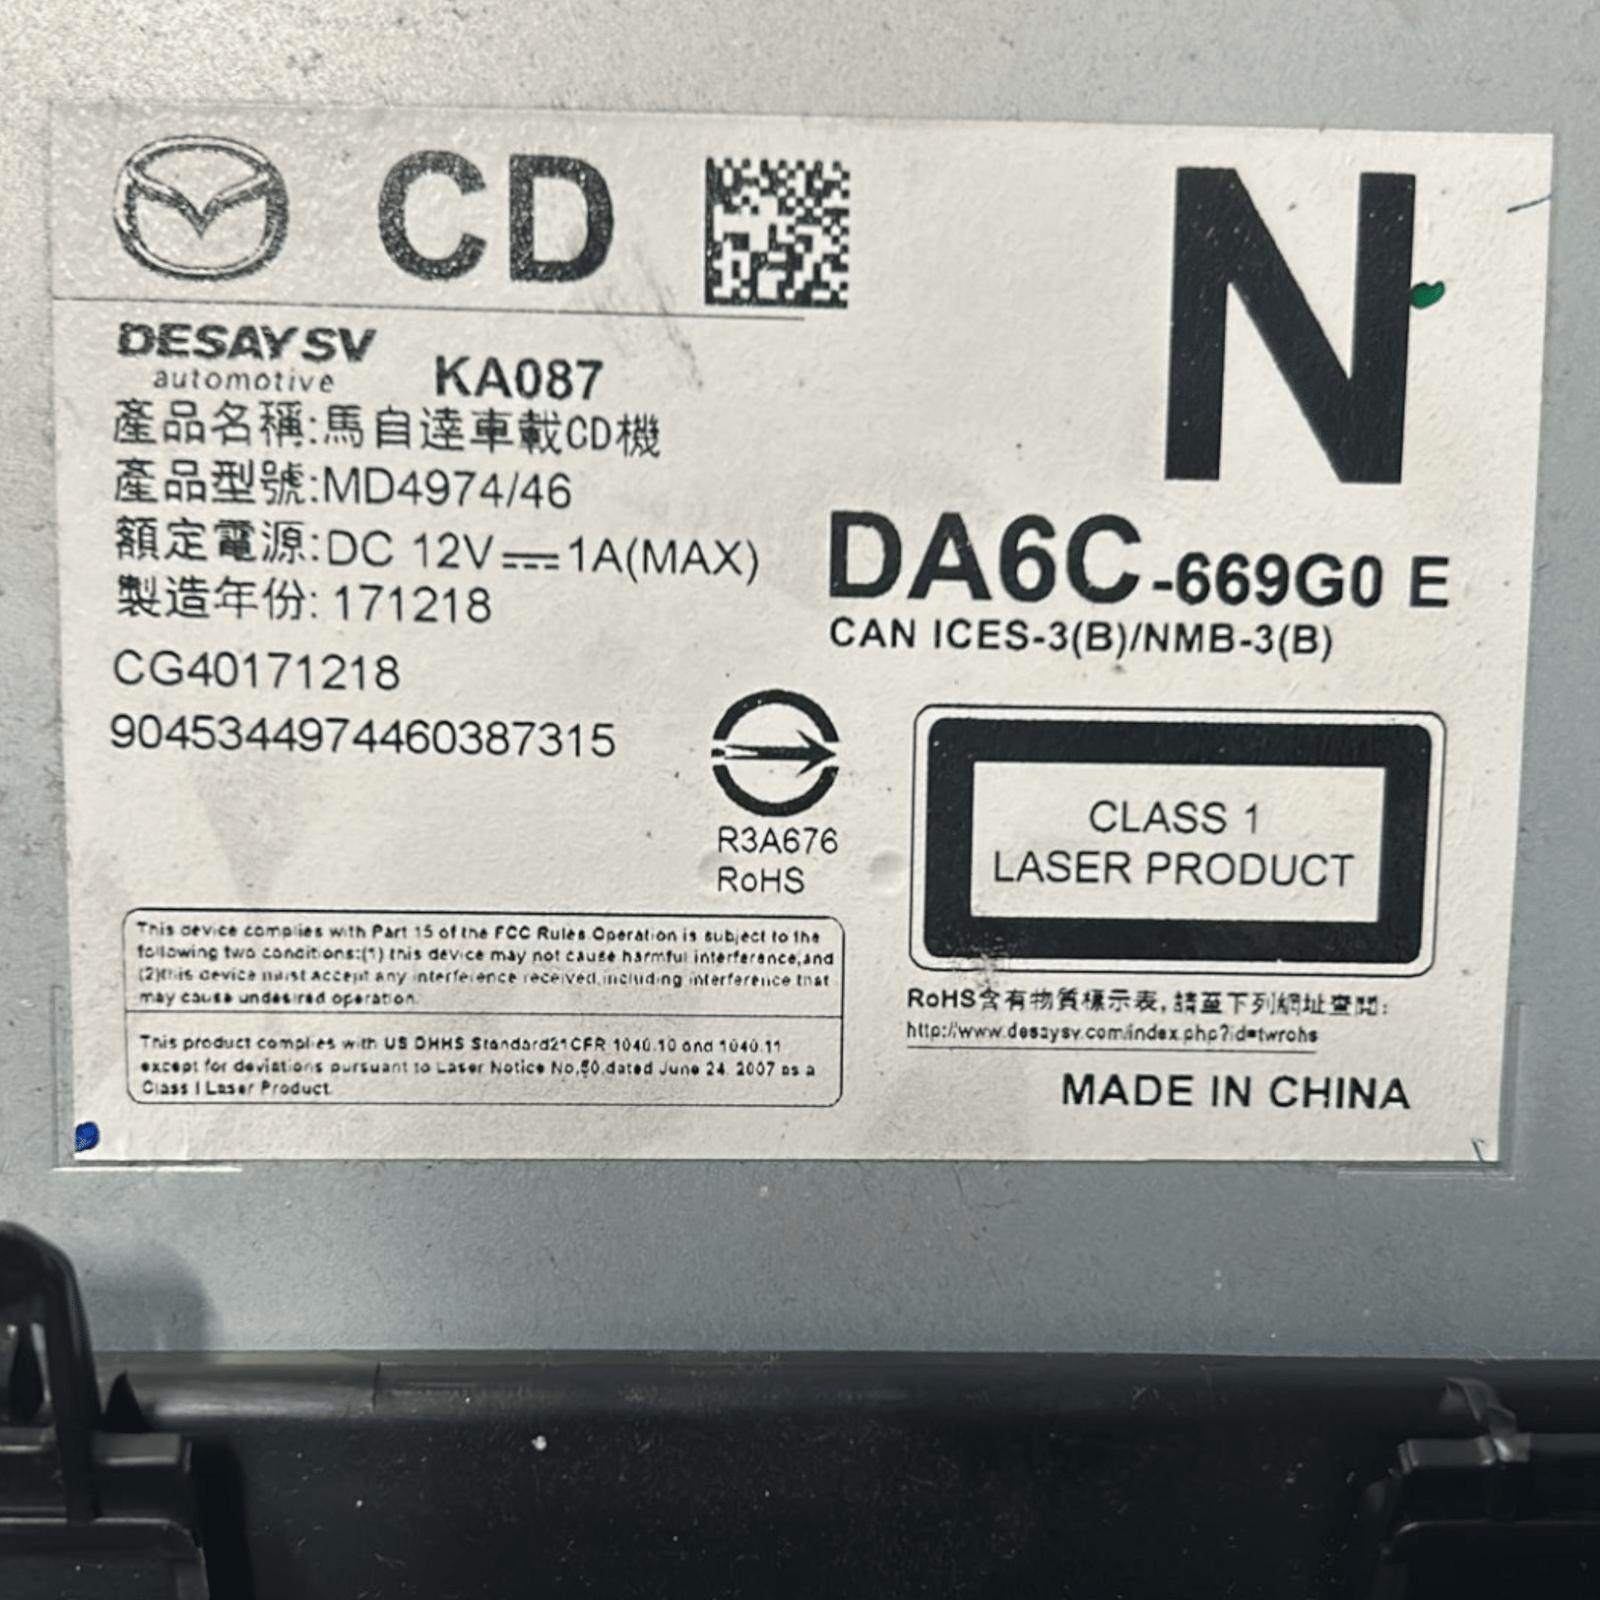 CD
N
DESAY SV
automotive
KA087
產品名稱:馬自達車載CD機
產品型號:MD4974/46
額定電源:DC 12V⎓1A(MAX)
製造年份: 171218
CG40171218
9045344974460387315
DA6C-669G0 E
CAN ICES-3(B)/NMB-3(B)
R3A676
RoHS
CLASS 1
LASER PRODUCT
This device complies with Part 15 of the FCC Rules.Operation is subject to the
following two conditions:(1) this device may not cause harmful interference,and
(2)this device must accept any interference received,including interference that
may cause undesired operation.
This product complies with US DHHS Standard21CFR 1040.10 and 1040.11
except for deviations pursuant to Laser Notice No,50,dated June 24, 2007 as a
Class I Laser Product.
RoHS含有物質標示表,請至下列網址查閱:
http://www.desaysv.com/index.php?id=twrohs
MADE IN CHINA